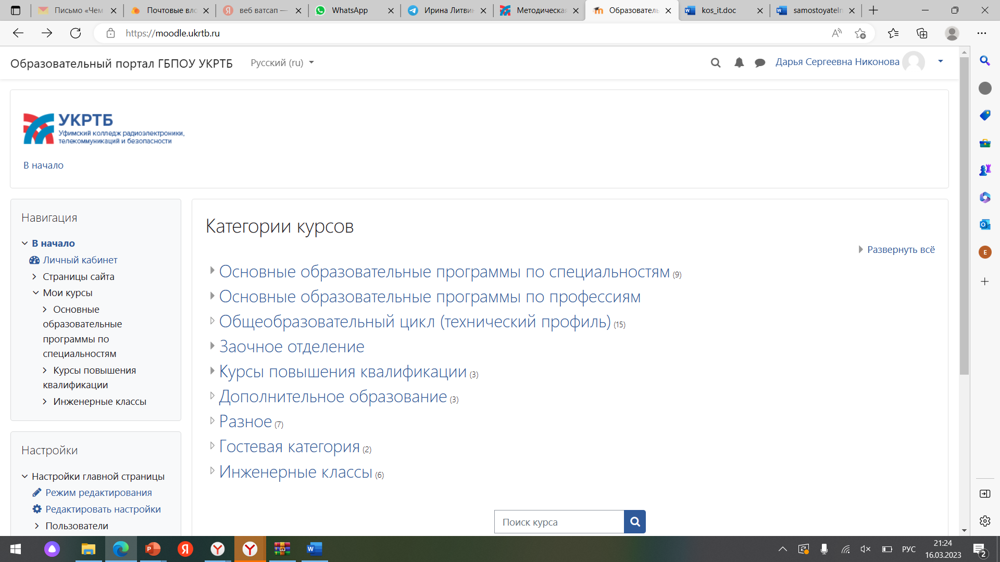 Письмо «Чем
Почтовые вло
веб ватсап —
WhatsApp
Ирина Литвин
Методическа
Образователь
kos_it.doc
samostoyateln
https://moodle.ukrtb.ru
Образовательный портал ГБПОУ УКРТБ
Русский (ru)
Дарья Сергеевна Никонова
УКРТБ
Уфимский колледж радиоэлектроники,
телекоммуникаций и безопасности
В начало
Навигация
В начало
Личный кабинет
Страницы сайта
Мои курсы
Основные
образовательные
программы по
специальностям
Курсы повышения
квалификации
Инженерные классы
Настройки
Настройки главной страницы
Режим редактирования
Редактировать настройки
Пользователи
Категории курсов
Развернуть всё
Основные образовательные программы по специальностям (9)
Основные образовательные программы по профессиям
Общеобразовательный цикл (технический профиль) (15)
Заочное отделение
Курсы повышения квалификации (3)
Дополнительное образование (3)
Разное (7)
Гостевая категория (2)
Инженерные классы (6)
Поиск курса
E
РУС
21:24
16.03.2023
2